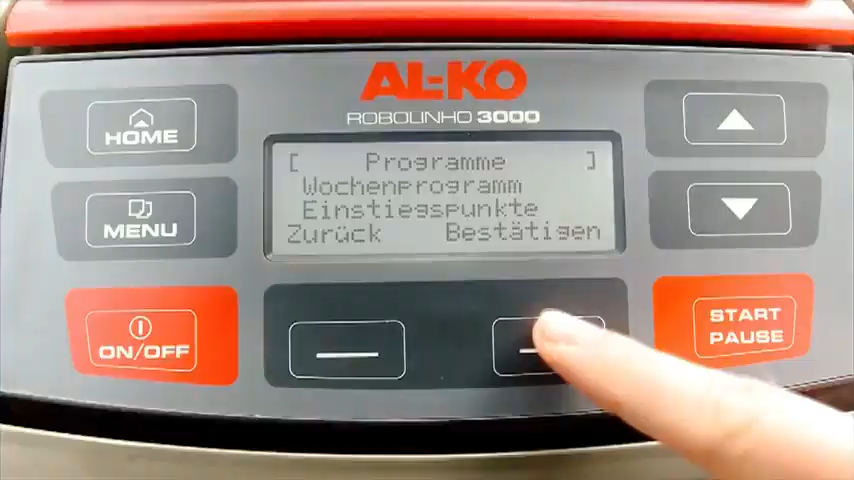 AL-KO
ROBOLINHO 3000
HOME
MENU
ON/OFF
[ Programme ]
Wochenprogramm
Einstiegspunkte
Zurück Bestätigen
START
PAUSE